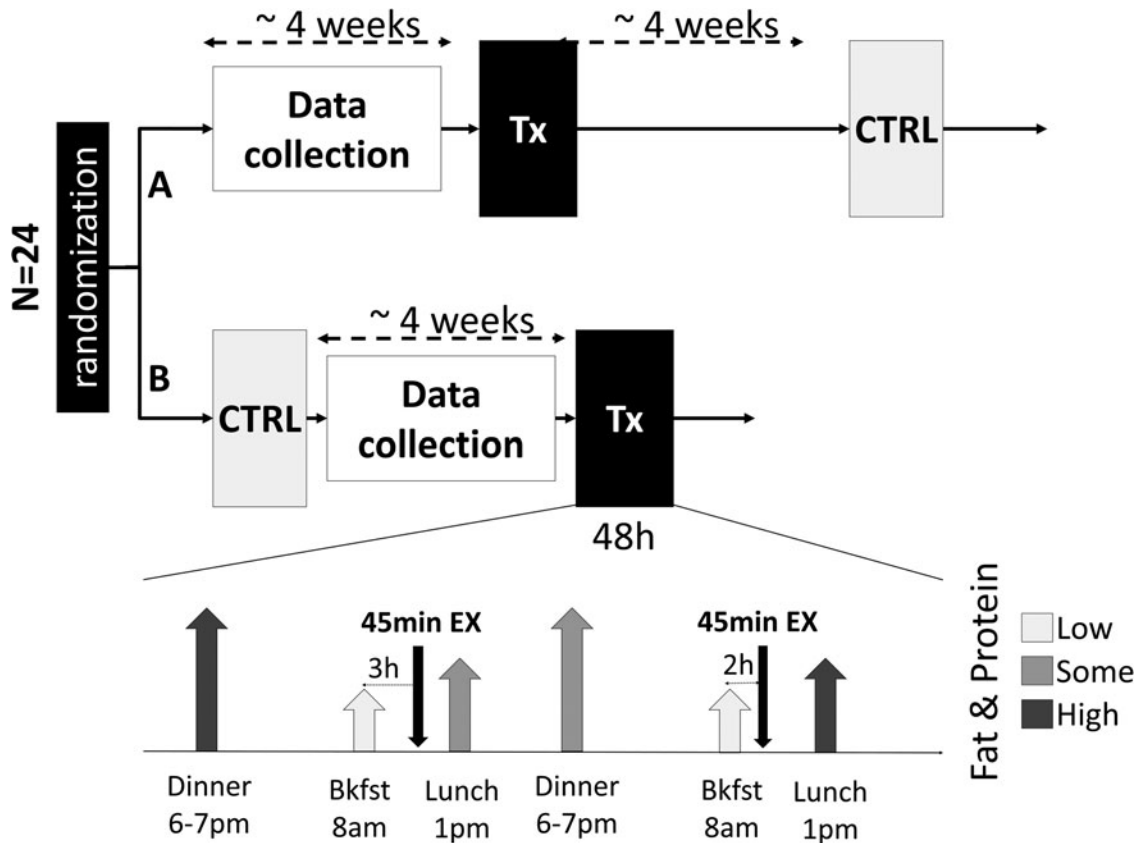 ~ 4 weeks
~ 4 weeks
Data
collection
Tx
CTRL
A
N=24
randomization
B
~ 4 weeks
CTRL
Data
collection
Tx
48h
45min EX
3h
45min EX
2h
Fat & Protein
Low
Some
High
Dinner
6-7pm
Bkfst
8am
Lunch
1pm
Dinner
6-7pm
Bkfst
8am
Lunch
1pm